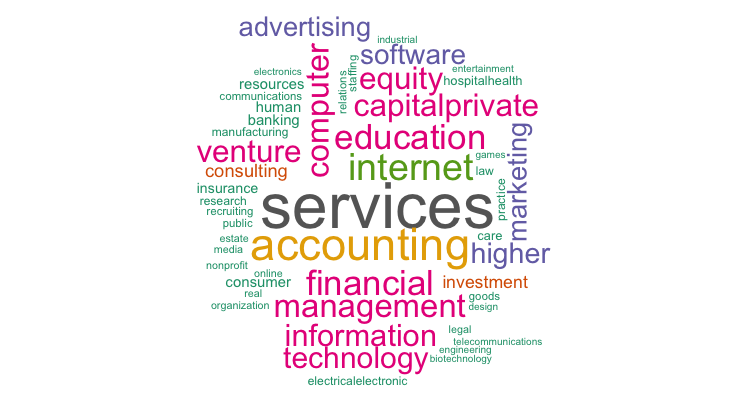 advertising
industrial
computer
software
staffing
relations
equity
entertainment
electronics
resources
hospitalhealth
communications
human
capitalprivate
banking
manufacturing
education
marketing
venture
internet
games
consulting
law
insurance
services
practice
research
recruiting
public
accounting
care
estate
media
higher
nonprofit
online
consumer
financial
investment
real
goods
organization
management
design
information
legal
telecommunications
engineering
technology
biotechnology
electricalelectronic